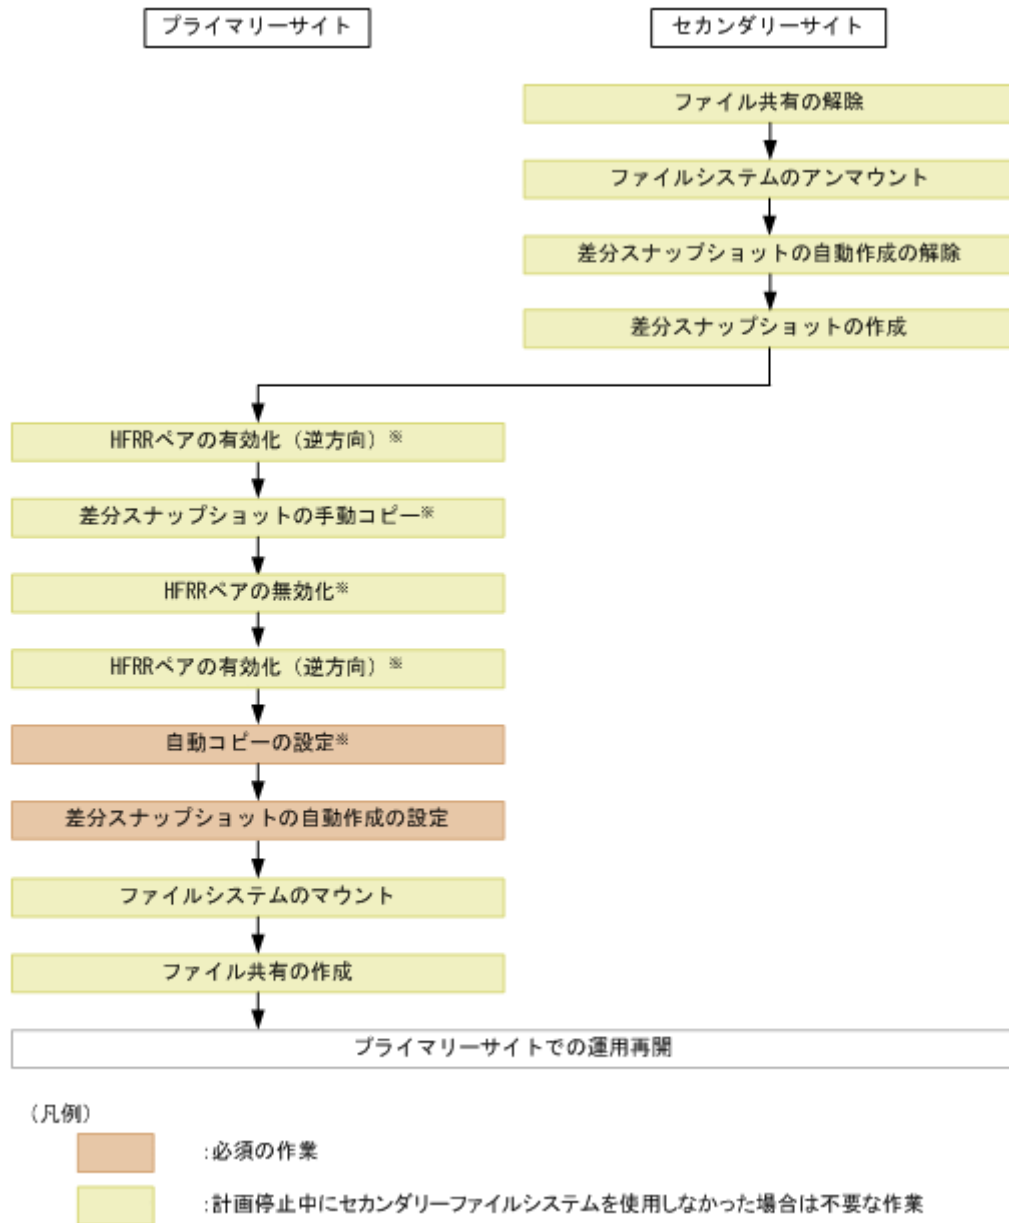 プライマリーサイト
セカンダリーサイト
ファイル共有の解除
ファイルシステムのアンマウント
差分スナップショットの自動作成の解除
差分スナップショットの作成
HFRRペアの有効化（逆方向）※
差分スナップショットの手動コピー※
HFRRペアの無効化※
HFRRペアの有効化（逆方向）※
自動コピーの設定※
差分スナップショットの自動作成の設定
ファイルシステムのマウント
ファイル共有の作成
プライマリーサイトでの運用再開
（凡例）
：必須の作業
：計画停止中にセカンダリーファイルシステムを使用しなかった場合は不要な作業